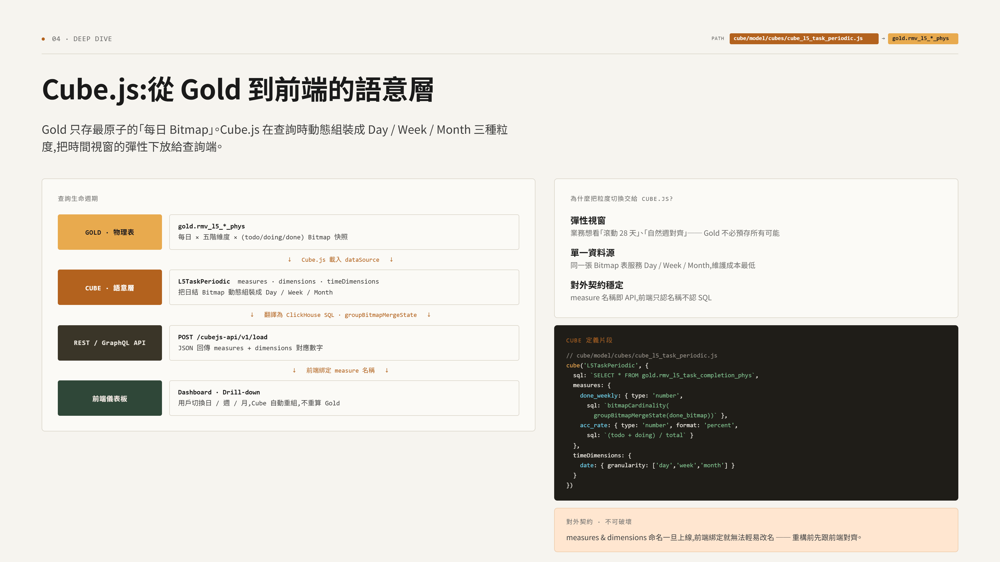 04 · DEEP DIVE
PATH cube/model/cubes/cube_l5_task_periodic.js → gold.rmv_l5_*_phys
Cube.js:從 Gold 到前端的語意層
Gold 只存最原子的「每日 Bitmap」。Cube.js 在查詢時動態組裝成 Day / Week / Month 三種粒
度,把時間視窗的彈性下放給查詢端。
查詢生命週期
GOLD · 物理表
gold.rmv_l5_*_phys
每日 × 五階維度 × (todo/doing/done) Bitmap 快照
↓ Cube.js 載入 dataSource ↓
CUBE · 語意層
L5TaskPeriodic measures · dimensions · timeDimensions
把日結 Bitmap 動態組裝成 Day / Week / Month
↓ 翻譯為 ClickHouse SQL · groupBitmapMergeState ↓
REST / GraphQL API
POST /cubejs-api/v1/load
JSON 回傳 measures + dimensions 對應數字
↓ 前端綁定 measure 名稱 ↓
前端儀表板
Dashboard · Drill-down
用戶切換日 / 週 / 月,Cube 自動重組,不重算 Gold
為什麼把粒度切換交給 CUBE.JS?
彈性視窗
業務想看「滾動 28 天」、「自然週對齊」—— Gold 不必預存所有可能
單一資料源
同一張 Bitmap 表服務 Day / Week / Month,維護成本最低
對外契約穩定
measure 名稱即 API,前端只認名稱不認 SQL
CUBE 定義片段
// cube/model/cubes/cube_l5_task_periodic.js
cube('L5TaskPeriodic', {
  sql: `SELECT * FROM gold.rmv_l5_task_completion_phys`,
  measures: {
    done_weekly: { type: 'number',
      sql: `bitmapCardinality(
        groupBitmapMergeState(done_bitmap))` },
    acc_rate: { type: 'number', format: 'percent',
      sql: `(todo + doing) / total` }
  },
  timeDimensions: {
    date: { granularity: ['day','week','month'] }
  }
})
對外契約 · 不可破壞
measures & dimensions 命名一旦上線,前端綁定就無法輕易改名 —— 重構前先跟前端對齊。